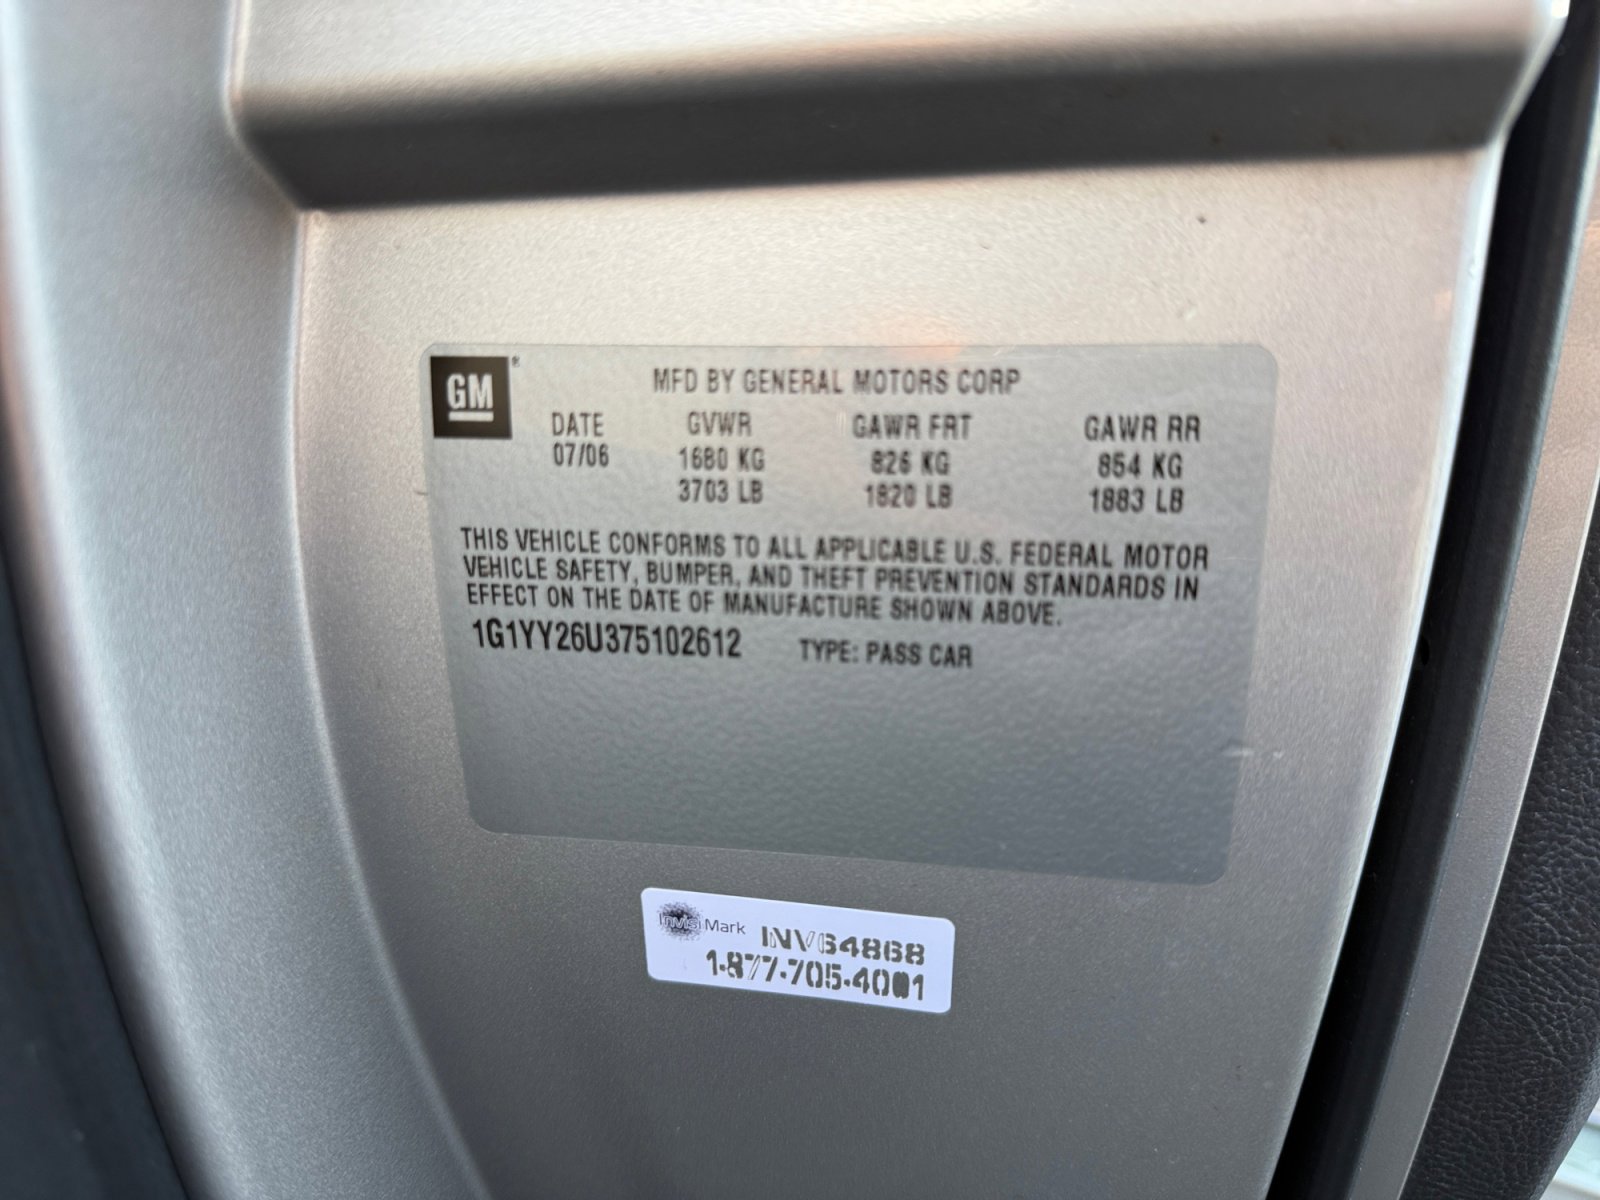 GM®
MFD BY GENERAL MOTORS CORP
DATE GVWR GAWR FRT GAWR RR
07/06 1680 KG 826 KG 854 KG
3703 LB 1820 LB 1883 LB
THIS VEHICLE CONFORMS TO ALL APPLICABLE U.S. FEDERAL MOTOR
VEHICLE SAFETY, BUMPER, AND THEFT PREVENTION STANDARDS IN
EFFECT ON THE DATE OF MANUFACTURE SHOWN ABOVE.
1G1YY26U375102612 TYPE: PASS CAR
InvisiMark INV64868
1-877-705-4001